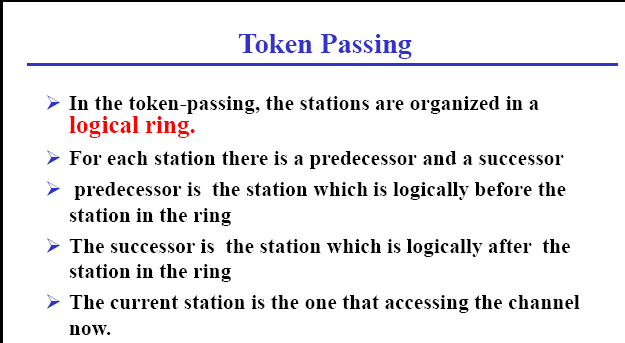 Token Passing
In the token-passing, the stations are organized in a
logical ring.
For each station there is a predecessor and a successor
predecessor is the station which is logically before the
station in the ring
The successor is the station which is logically after the
station in the ring
The current station is the one that accessing the channel
now.